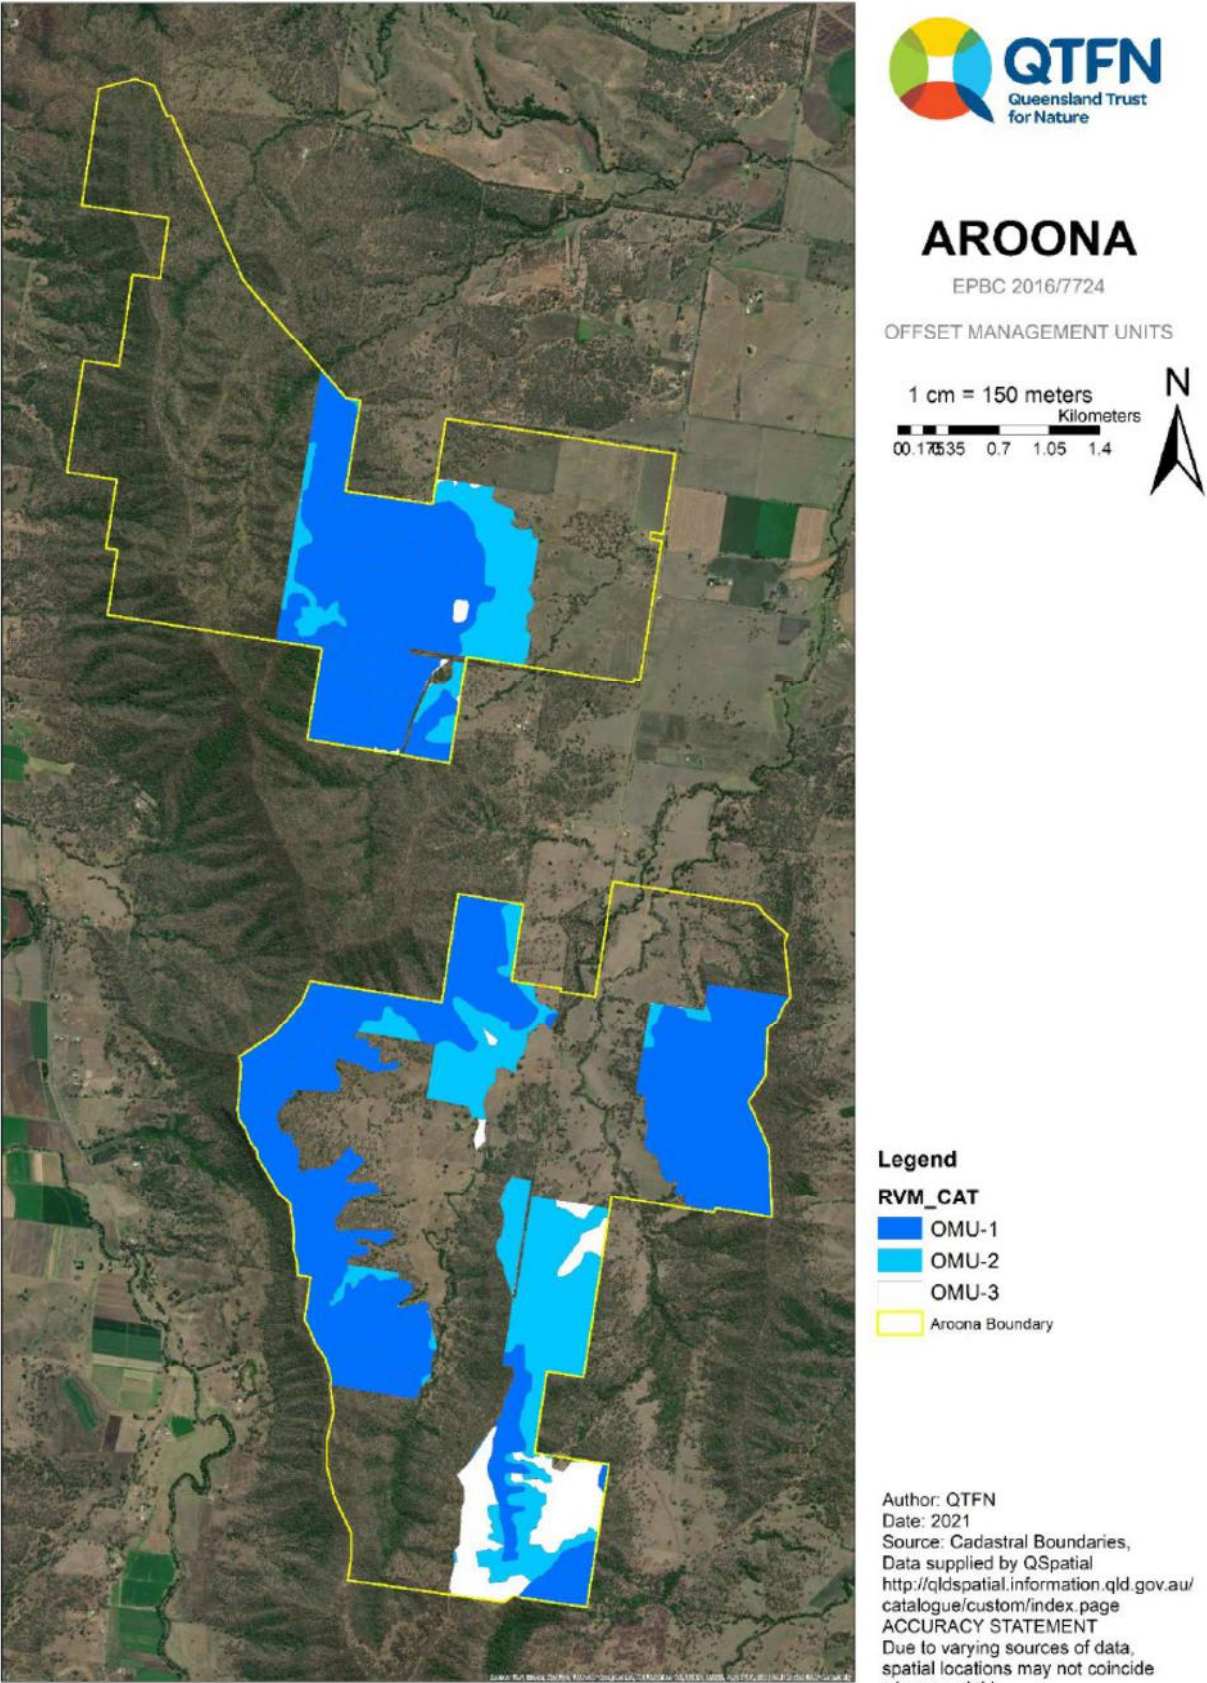 QTFN
Queensland Trust
for Nature
AROONA
EPBC 2016/7724
OFFSET MANAGEMENT UNITS
N
1 cm = 150 meters
Kilometers
0.7 1.05 1.4
Legend
RVM_CAT
OMU-1
OMU-2
OMU-3
Aroona Boundary
Author: QTFN
Date: 2021
Source: Cadastral Boundaries,
Data supplied by QSpatial
http://qldspatial.information.qld.gov.au/
catalogue/custom/index.page
ACCURACY STATEMENT
Due to varying sources of data,
spatial locations may not coincide